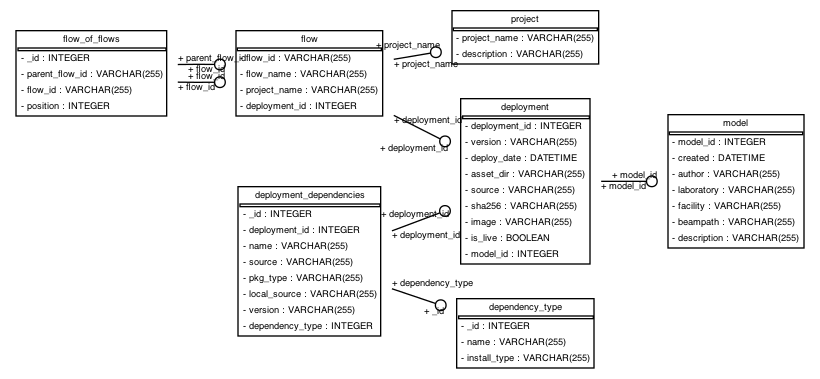 flow_of_flows
- _id : INTEGER
- parent_flow_id : VARCHAR(255)
- flow_id : VARCHAR(255)
- position : INTEGER
+ parent_flow_id
+ flow_id
+ flow_id
+ flow_id
flow
- flow_id : VARCHAR(255)
- flow_name : VARCHAR(255)
- project_name : VARCHAR(255)
- deployment_id : INTEGER
+ project_name
+ project_name
project
- project_name : VARCHAR(255)
- description : VARCHAR(255)
+ deployment_id
+ deployment_id
deployment
- deployment_id : INTEGER
- version : VARCHAR(255)
- deploy_date : DATETIME
- asset_dir : VARCHAR(255)
- source : VARCHAR(255)
- sha256 : VARCHAR(255)
- image : VARCHAR(255)
- is_live : BOOLEAN
- model_id : INTEGER
+ model_id
+ model_id
model
- model_id : INTEGER
- created : DATETIME
- author : VARCHAR(255)
- laboratory : VARCHAR(255)
- facility : VARCHAR(255)
- beampath : VARCHAR(255)
- description : VARCHAR(255)
deployment_dependencies
- _id : INTEGER
- deployment_id : INTEGER
- name : VARCHAR(255)
- source : VARCHAR(255)
- pkg_type : VARCHAR(255)
- local_source : VARCHAR(255)
- version : VARCHAR(255)
- dependency_type : INTEGER
+ deployment_id
+ deployment_id
+ dependency_type
+ _id
dependency_type
- _id : INTEGER
- name : VARCHAR(255)
- install_type : VARCHAR(255)